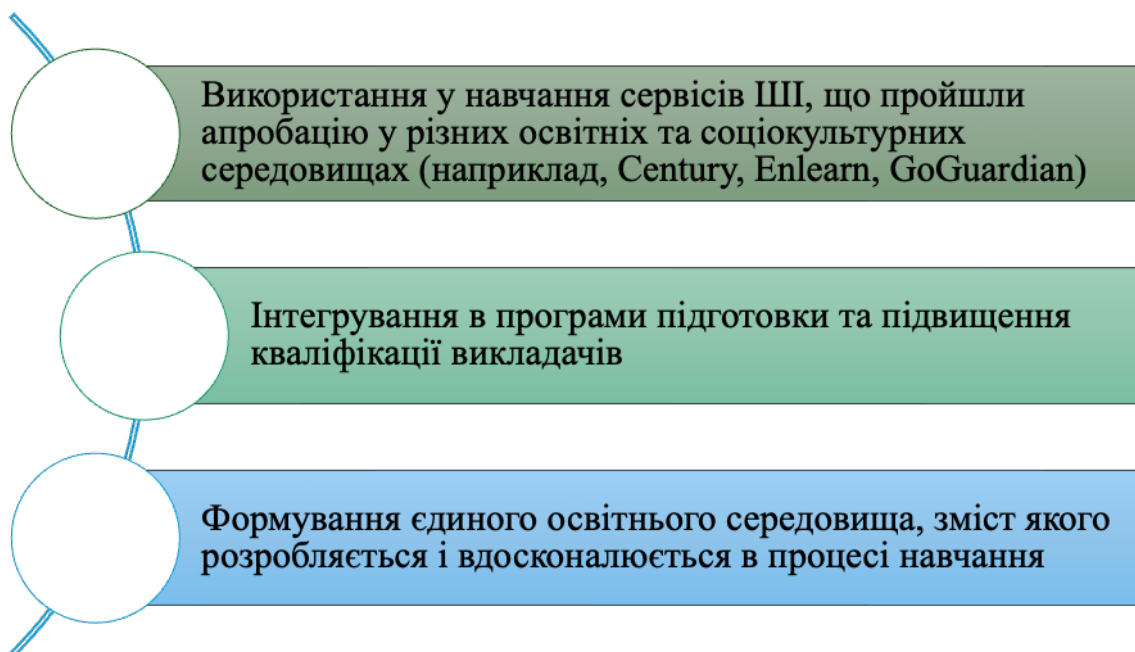 Використання у навчання сервісів ШІ, що пройшли
апробацію у різних освітніх та соціокультурних
середовищах (наприклад, Century, Enlearn, GoGuardian)
Інтегрування в програми підготовки та підвищення
кваліфікації викладачів
Формування єдиного освітнього середовища, зміст якого
розробляється і вдосконалюється в процесі навчання